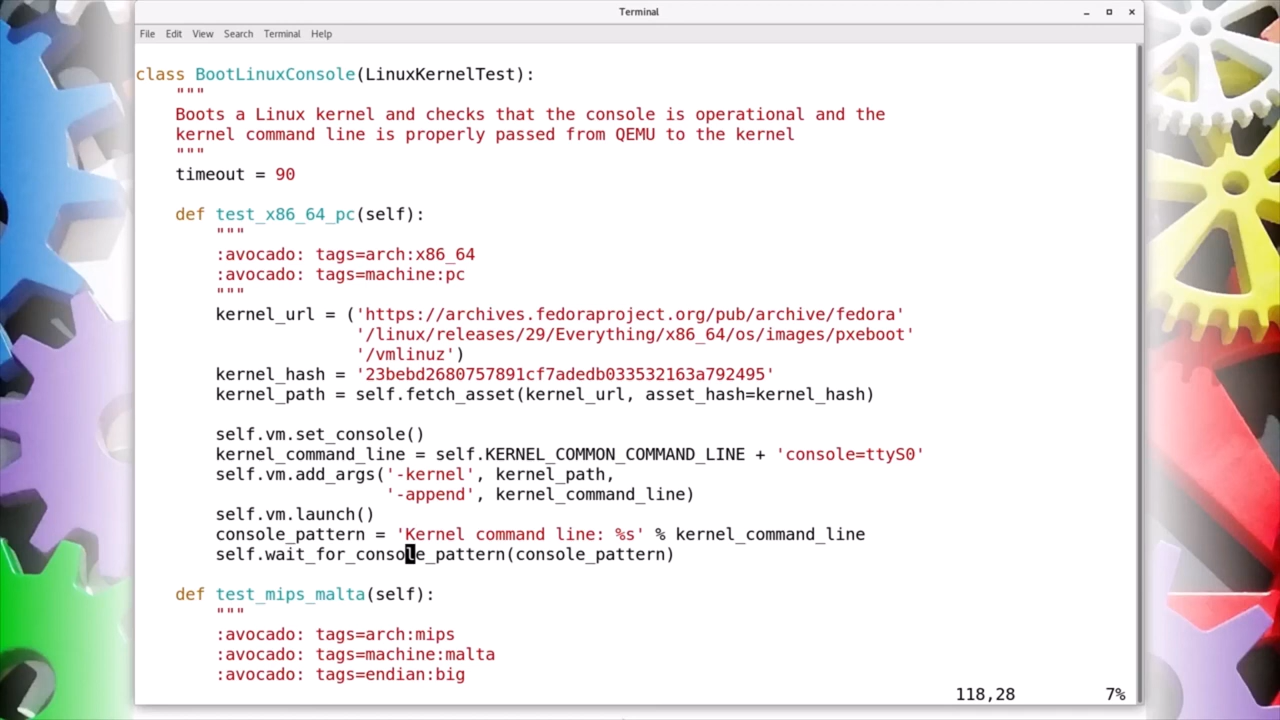 Terminal
File Edit View Search Terminal Help
class BootLinuxConsole(LinuxKernelTest):
    """
    Boots a Linux kernel and checks that the console is operational and the
    kernel command line is properly passed from QEMU to the kernel
    """
    timeout = 90
    def test_x86_64_pc(self):
        """
        :avocado: tags=arch:x86_64
        :avocado: tags=machine:pc
        """
        kernel_url = ('https://archives.fedoraproject.org/pub/archive/fedora'
                      '/linux/releases/29/Everything/x86_64/os/images/pxeboot'
                      '/vmlinuz')
        kernel_hash = '23bebd2680757891cf7adedb033532163a792495'
        kernel_path = self.fetch_asset(kernel_url, asset_hash=kernel_hash)
        self.vm.set_console()
        kernel_command_line = self.KERNEL_COMMON_COMMAND_LINE + 'console=ttyS0'
        self.vm.add_args('-kernel', kernel_path,
                         '-append', kernel_command_line)
        self.vm.launch()
        console_pattern = 'Kernel command line: %s' % kernel_command_line
        self.wait_for_console_pattern(console_pattern)
    def test_mips_malta(self):
        """
        :avocado: tags=arch:mips
        :avocado: tags=machine:malta
        :avocado: tags=endian:big
118,28 7%